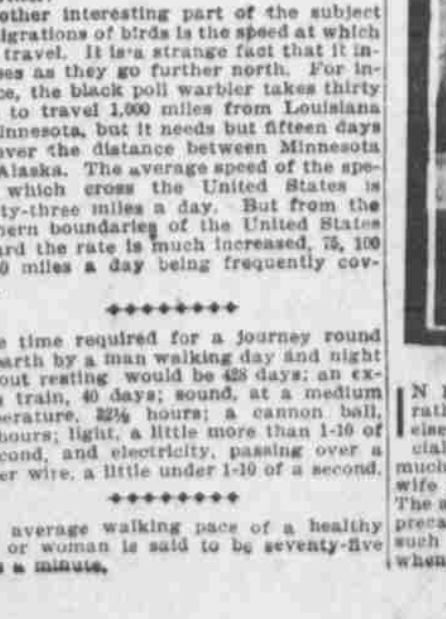 other interesting part of the subject
igrations of birds is the speed at which
travel. It is a strange fact that it in-
ses as they go further north. For in-
ce, the black poll warbler takes thirty
to travel 1,000 miles from Louisiana
innesota, but it needs but fifteen days
over the distance between Minnesota
Alaska. The average speed of the spe-
which cross the United States is
ty-three miles a day. But from the
hern boundaries of the United States
ard the rate is much increased, 75, 100
0 miles a day being frequently cov-
e time required for a journey round
earth by a man walking day and night
out resting would be 428 days; an ex-
s train, 40 days; sound, at a medium
perature, 32½ hours; a cannon ball,
hours; light, a little more than 1-10 of
cond, and electricity, passing over a
er wire, a little under 1-10 of a second.
average walking pace of a healthy
or woman is said to be seventy-five
s a minute.
IN
rath
else
cial
much
wife
The a
preca
such
when